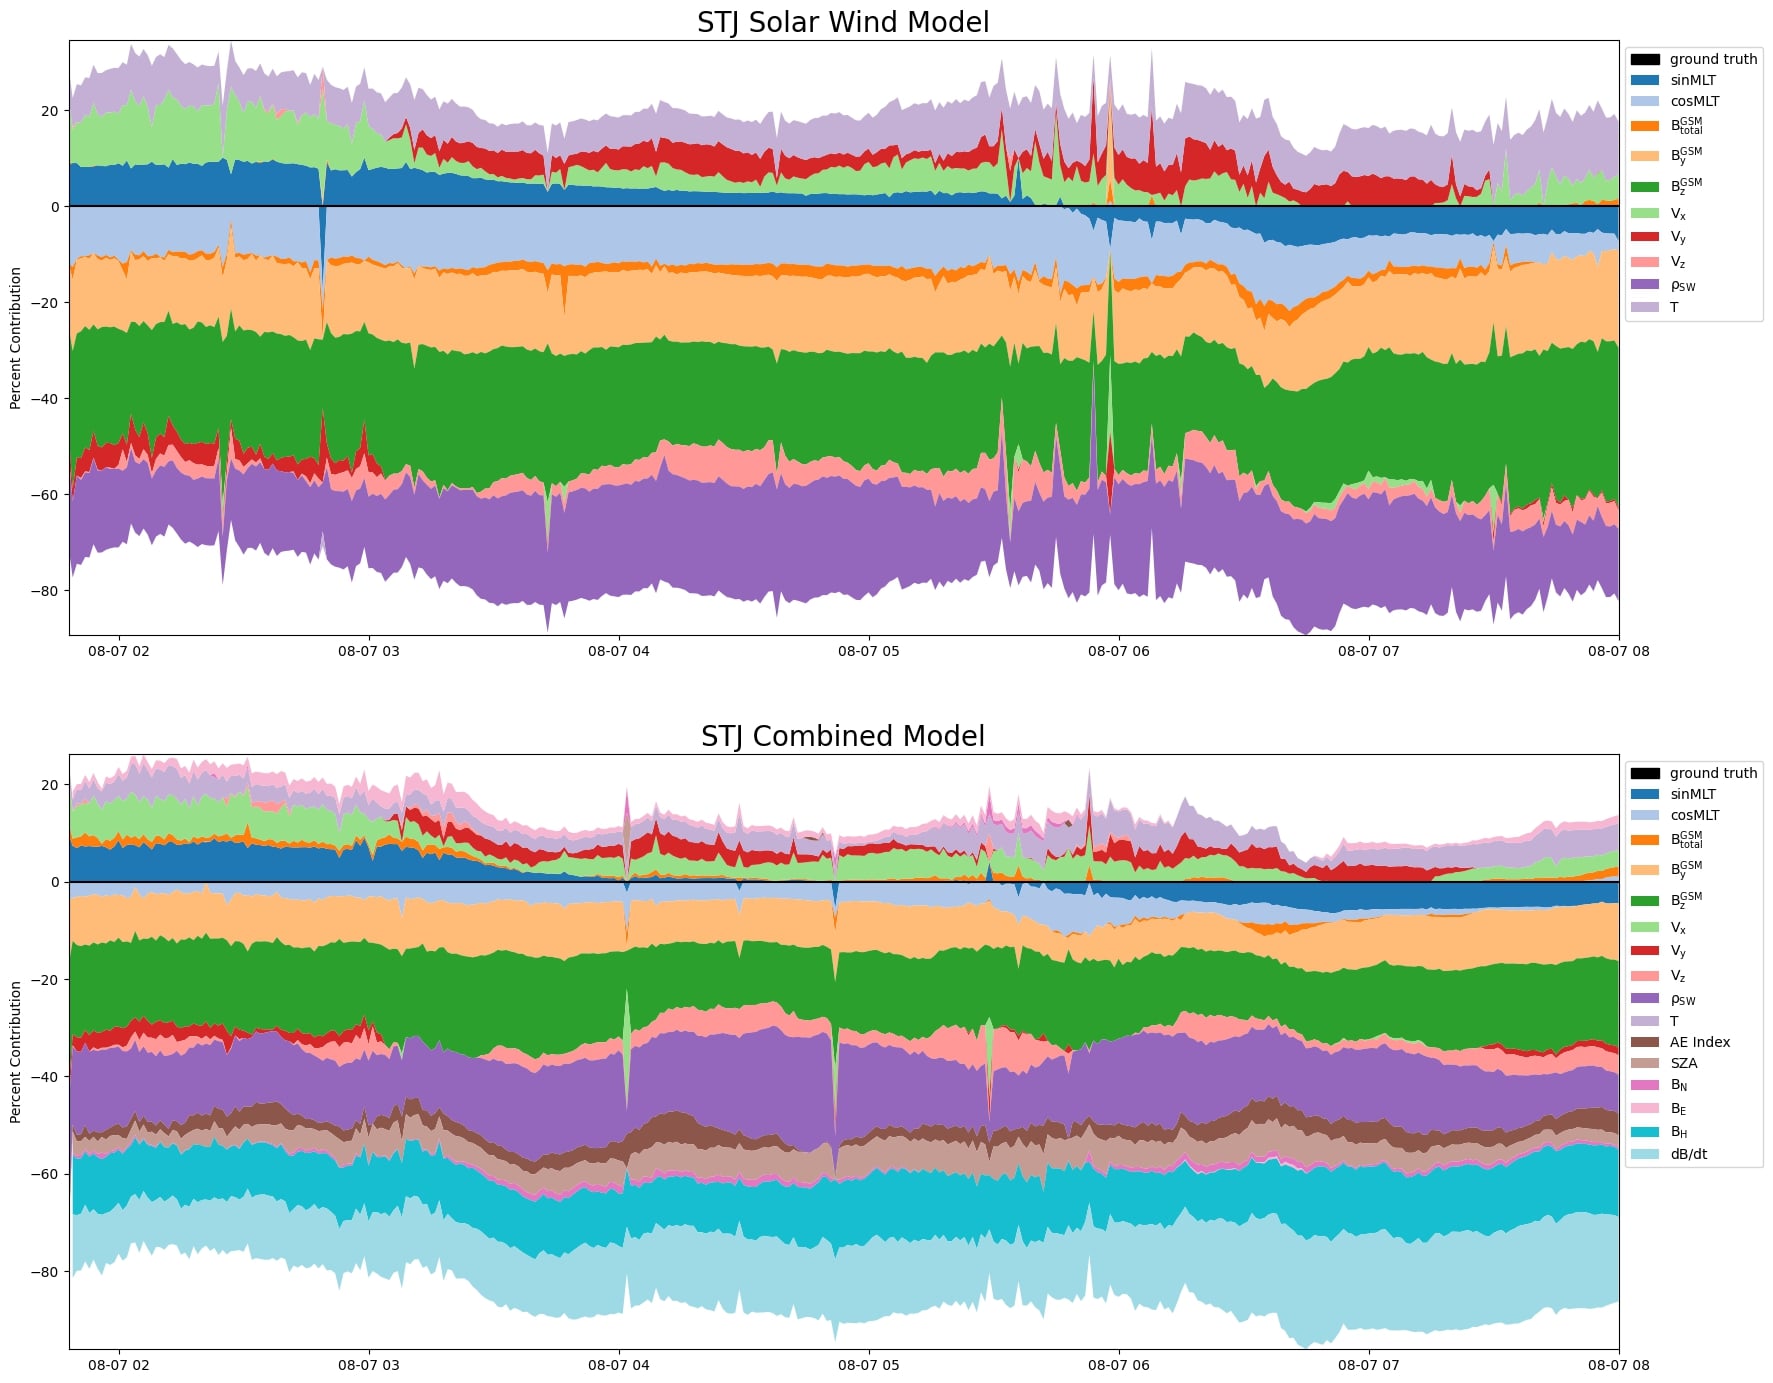 STJ Solar Wind Model
20
0
−20
−40
−60
−80
Percent Contribution
08-07 02
08-07 03
08-07 04
08-07 05
08-07 06
08-07 07
08-07 08
ground truth
sinMLT
cosMLT
B_total^GSM
B_y^GSM
B_z^GSM
V_x
V_y
V_z
ρ_SW
T
STJ Combined Model
20
0
−20
−40
−60
−80
Percent Contribution
08-07 02
08-07 03
08-07 04
08-07 05
08-07 06
08-07 07
08-07 08
ground truth
sinMLT
cosMLT
B_total^GSM
B_y^GSM
B_z^GSM
V_x
V_y
V_z
ρ_SW
T
AE Index
SZA
B_N
B_E
B_H
dB/dt